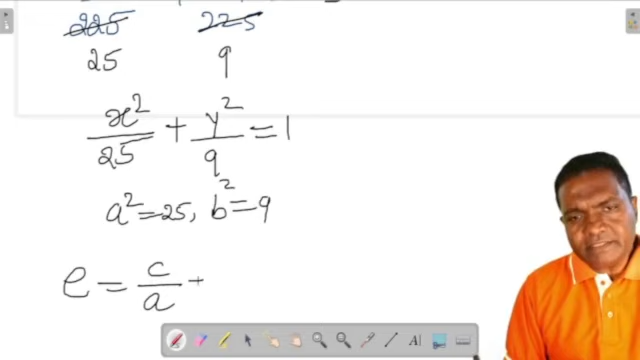 225 225
25 9
x²/25 + y²/9 = 1
a² = 25, b² = 9
e = c/a